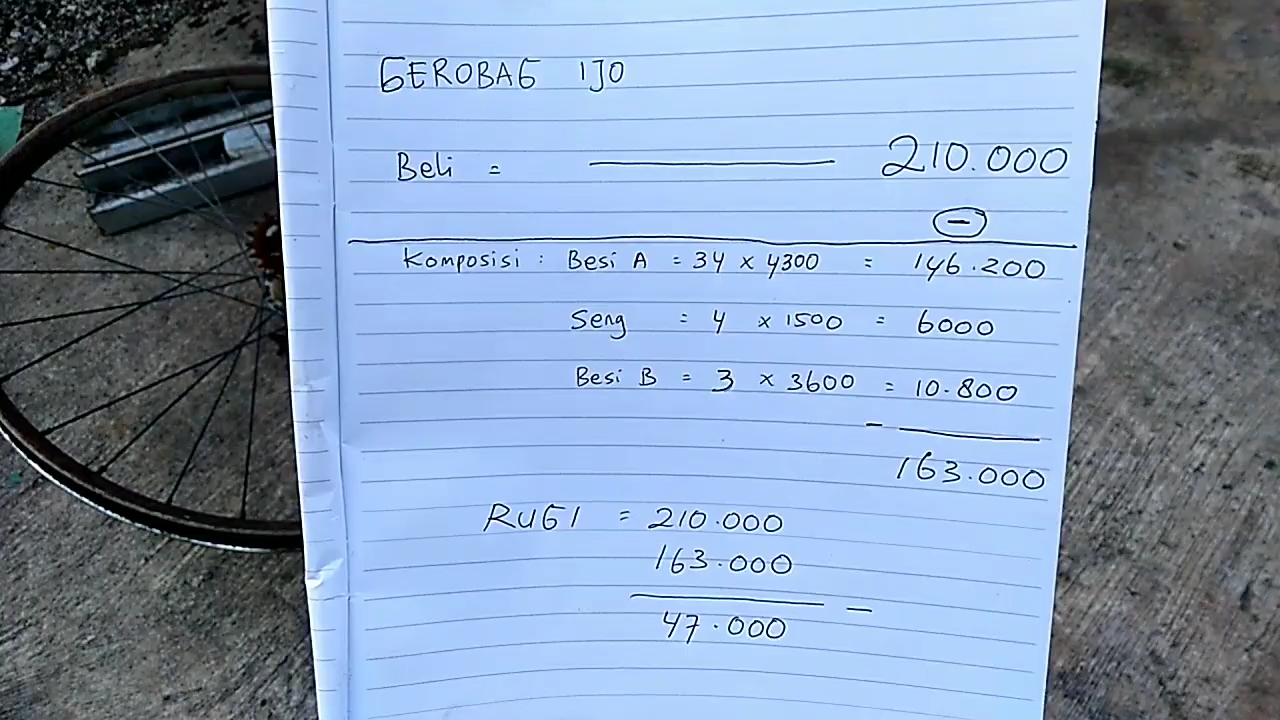 GEROBAG IJO
Beli = 210.000
-
Komposisi : Besi A = 34 x 4300 = 146.200
Seng = 4 x 1500 = 6000
Besi B = 3 x 3600 = 10.800
-
163.000
RUGI = 210.000
163.000
-
47.000